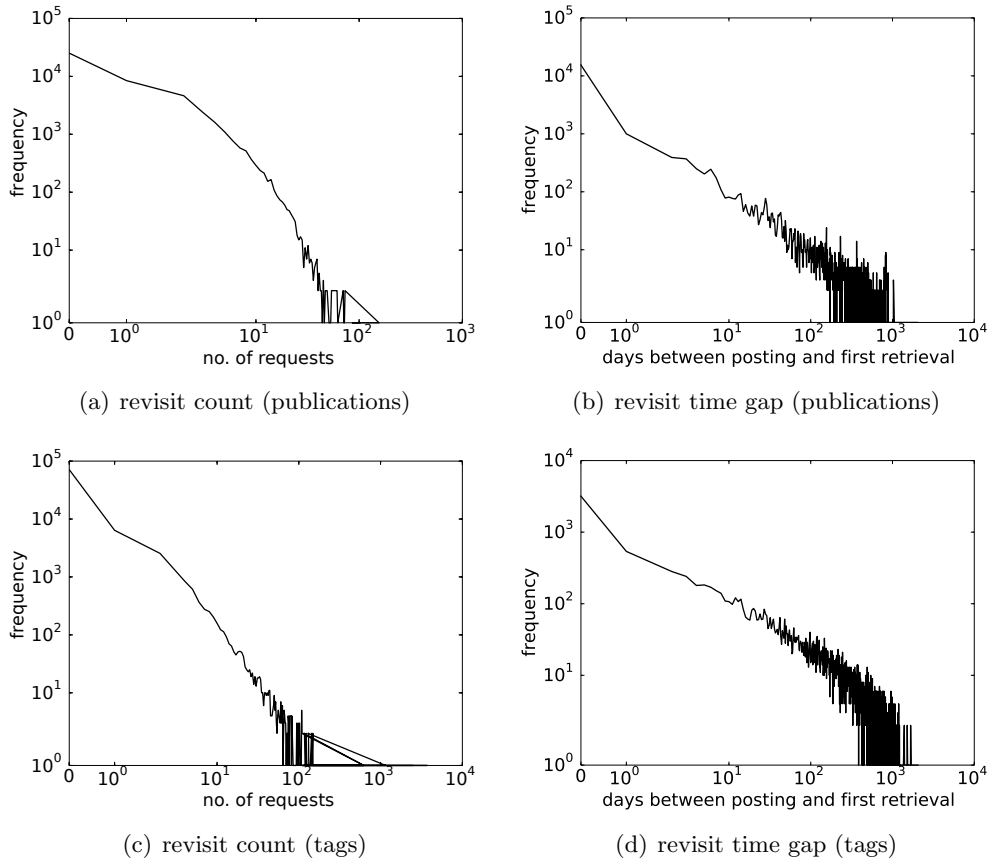 10^5
10^4
10^3
10^2
10^1
10^0
frequency
0 10^0 10^1 10^2 10^3
no. of requests
(a) revisit count (publications)
10^5
10^4
10^3
10^2
10^1
10^0
frequency
0 10^0 10^1 10^2 10^3 10^4
days between posting and first retrieval
(b) revisit time gap (publications)
10^5
10^4
10^3
10^2
10^1
10^0
frequency
0 10^0 10^1 10^2 10^3 10^4
no. of requests
(c) revisit count (tags)
10^4
10^3
10^2
10^1
10^0
frequency
0 10^0 10^1 10^2 10^3 10^4
days between posting and first retrieval
(d) revisit time gap (tags)